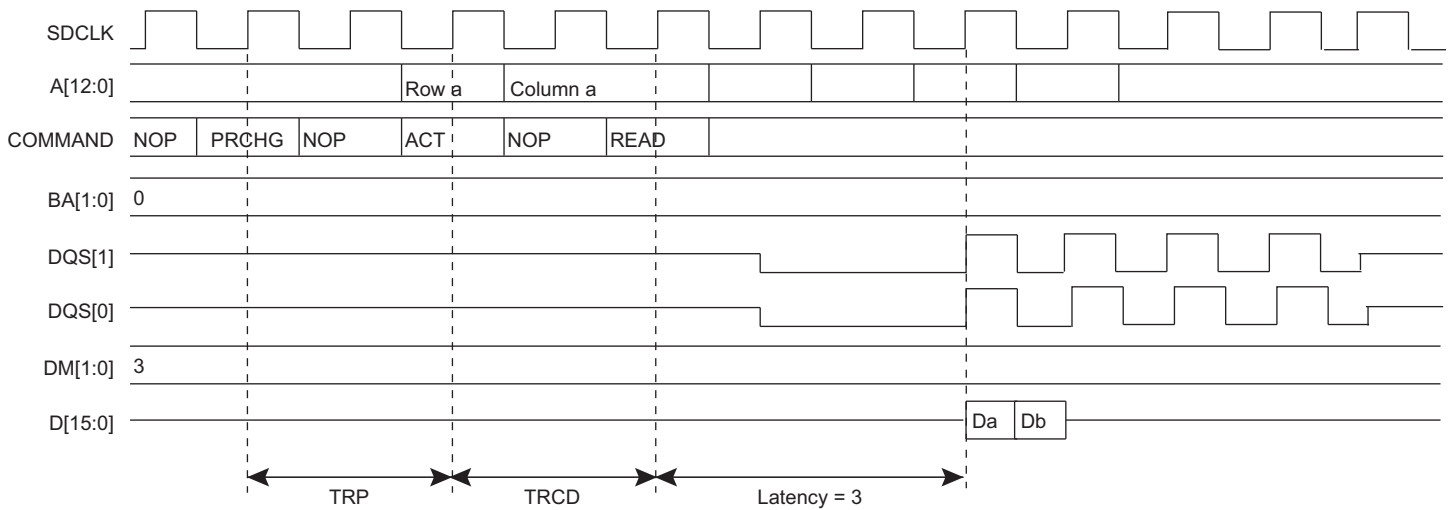 SDCLK
A[12:0] Row a Column a
COMMAND NOP PRCHG NOP ACT NOP READ
BA[1:0] 0
DQS[1]
DQS[0]
DM[1:0] 3
D[15:0] Da Db
TRP TRCD Latency = 3